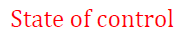 State of control